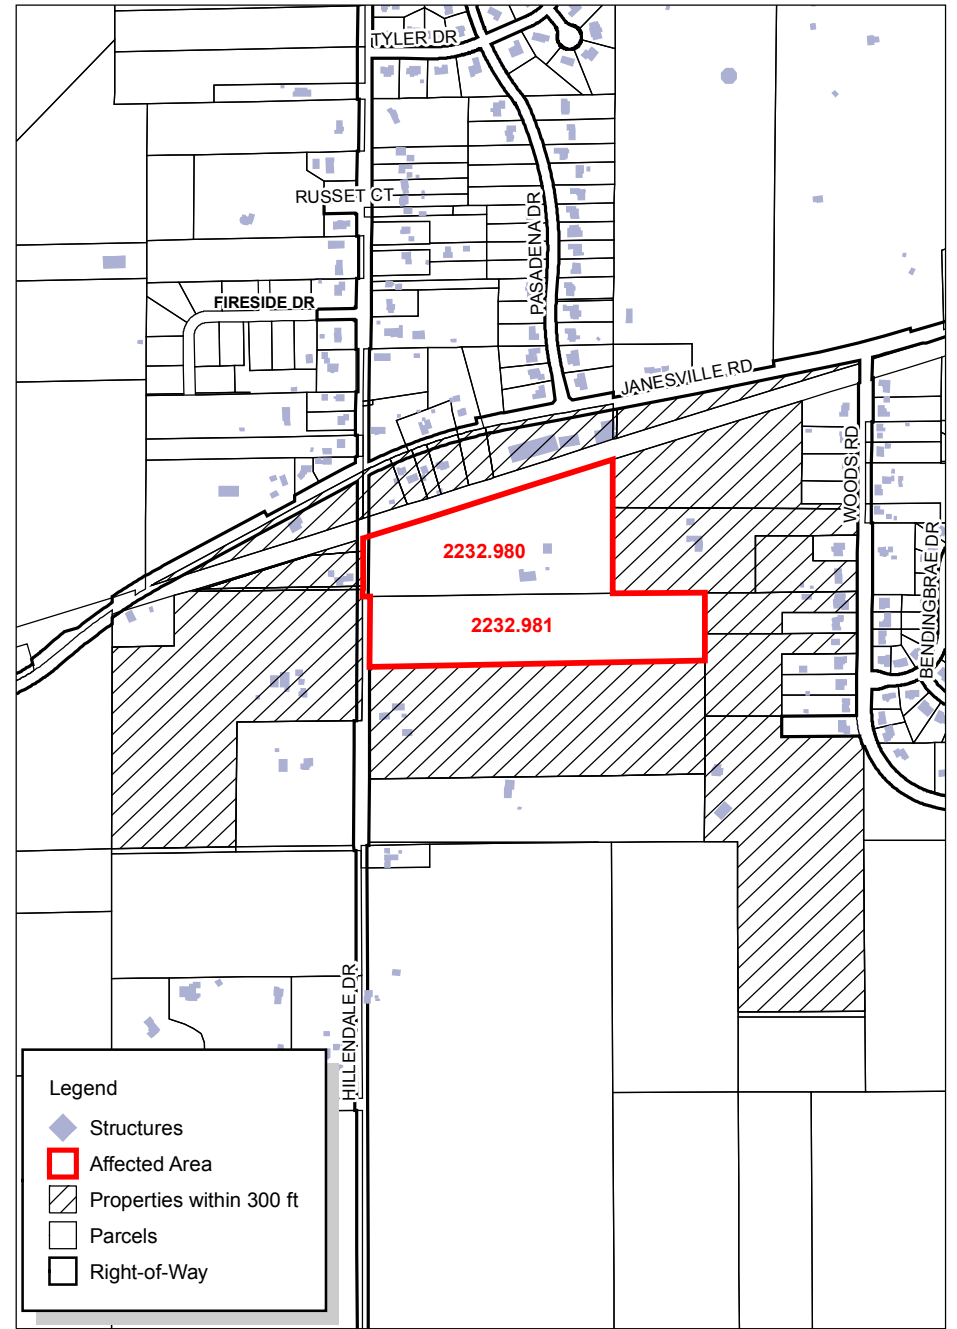 TYLER DR
RUSSET CT
PASADENA DR
FIRESIDE DR
JANESVILLE RD
WOODS RD
BENDINGBRAE DR
2232.980
2232.981
HILLENDALE DR
Legend
Structures
Affected Area
Properties within 300 ft
Parcels
Right-of-Way